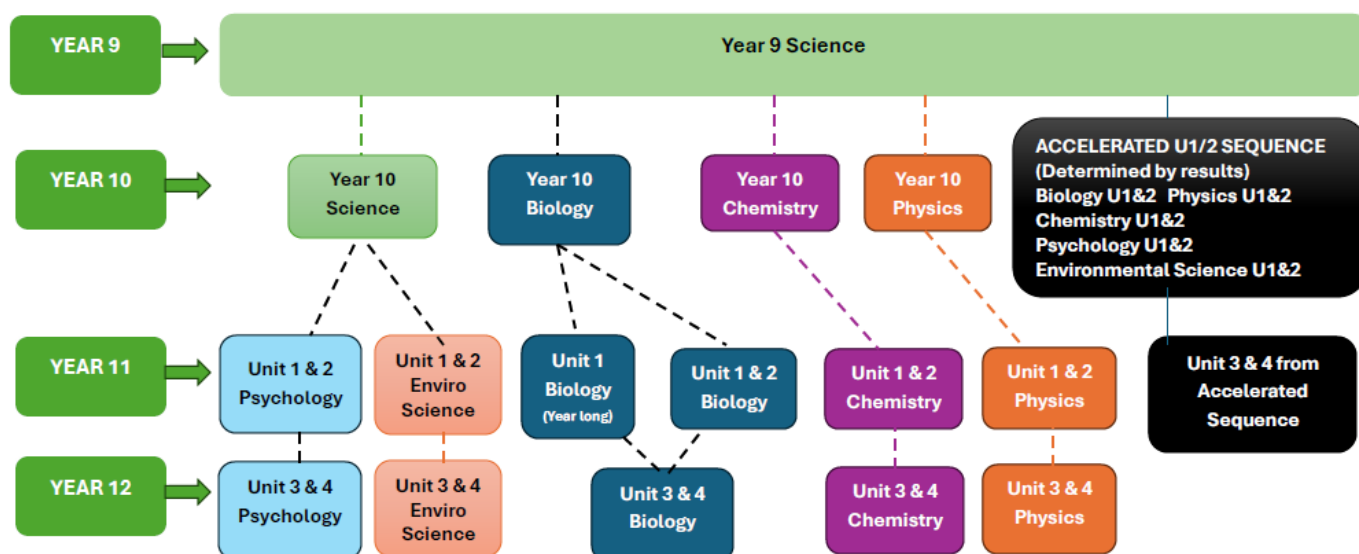 YEAR 9
Year 9 Science
YEAR 10
Year 10
Science
Year 10
Biology
Year 10
Chemistry
Year 10
Physics
ACCELERATED U1/2 SEQUENCE
(Determined by results)
Biology U1&2 Physics U1&2
Chemistry U1&2
Psychology U1&2
Environmental Science U1&2
YEAR 11
Unit 1 & 2
Psychology
Unit 1 & 2
Enviro
Science
Unit 1
Biology
(Year long)
Unit 1 & 2
Biology
Unit 1 & 2
Chemistry
Unit 1 & 2
Physics
Unit 3 & 4 from
Accelerated
Sequence
YEAR 12
Unit 3 & 4
Psychology
Unit 3 & 4
Enviro
Science
Unit 3 & 4
Biology
Unit 3 & 4
Chemistry
Unit 3 & 4
Physics